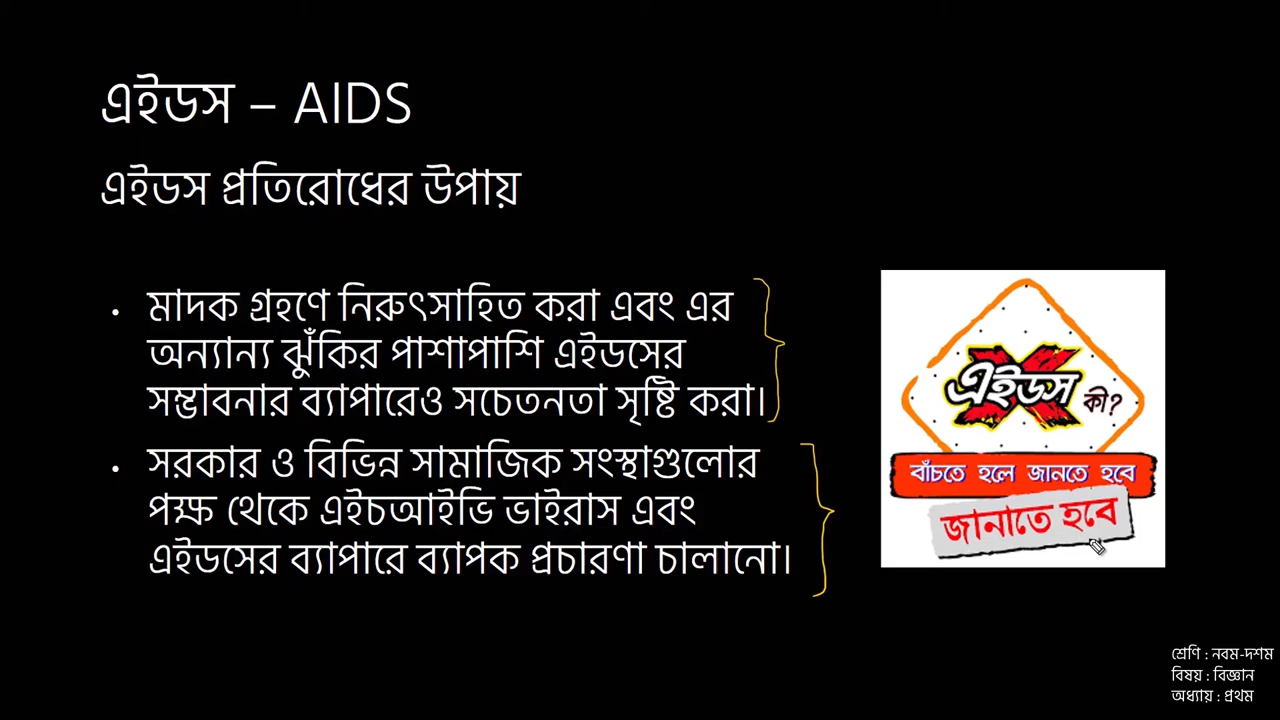 এইডস – AIDS
এইডস প্রতিরোধের উপায়
• মাদক গ্রহণে নিরুৎসাহিত করা এবং এর
অন্যান্য ঝুঁকির পাশাপাশি এইডসের
সম্ভাবনার ব্যাপারেও সচেতনতা সৃষ্টি করা।
• সরকার ও বিভিন্ন সামাজিক সংস্থাগুলোর
পক্ষ থেকে এইচআইভি ভাইরাস এবং
এইডসের ব্যাপারে ব্যাপক প্রচারণা চালানো।
এইডস কী?
বাঁচতে হলে জানতে হবে
জানাতে হবে
শ্রেণি : নবম-দশম
বিষয় : বিজ্ঞান
অধ্যায় : প্রথম